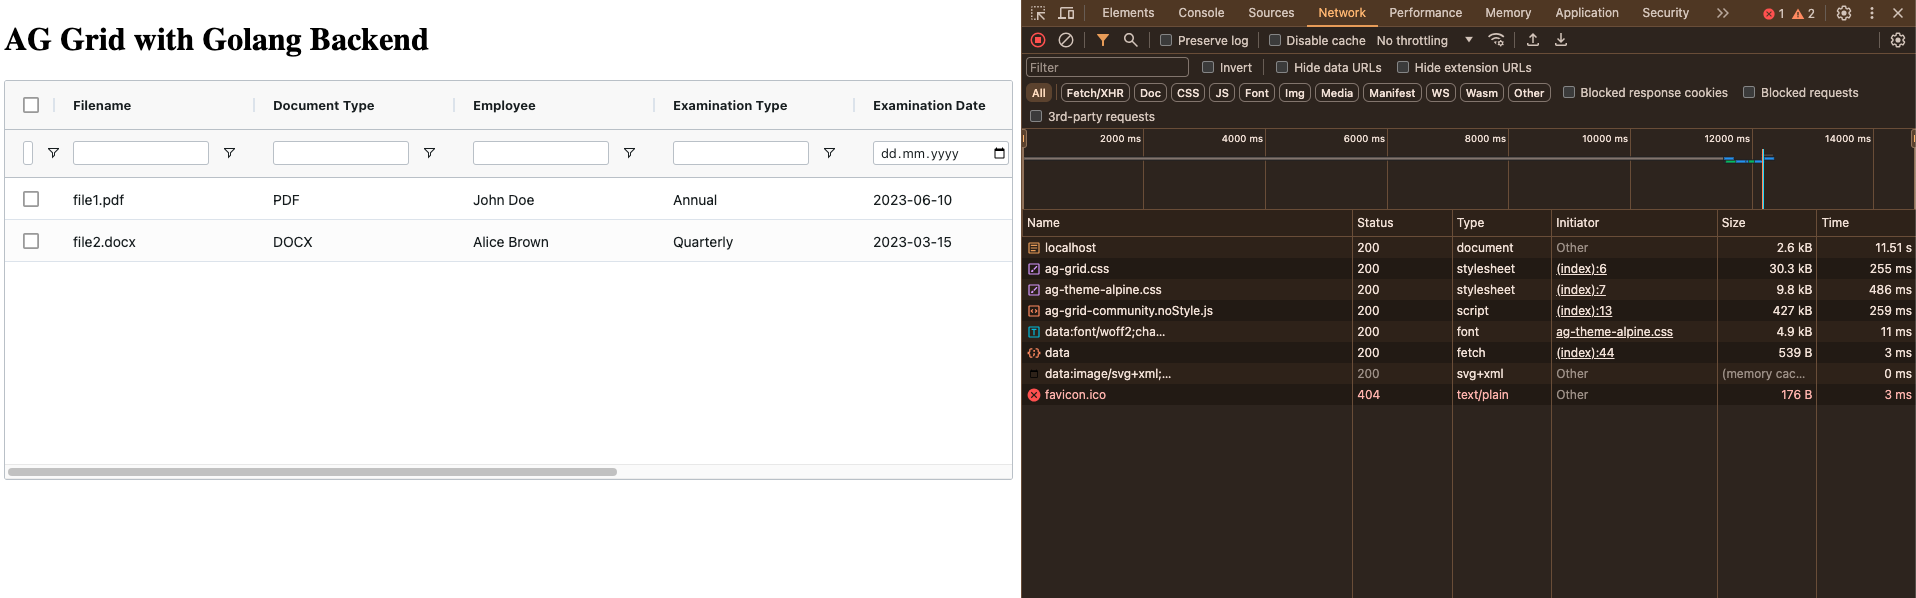 AG Grid with Golang Backend
Filename Document Type Employee Examination Type Examination Date
dd.mm.yyyy
file1.pdf PDF John Doe Annual 2023-06-10
file2.docx DOCX Alice Brown Quarterly 2023-03-15
Elements Console Sources Network Performance Memory Application Security 1 2
Preserve log Disable cache No throttling
Filter Invert Hide data URLs Hide extension URLs
All Fetch/XHR Doc CSS JS Font Img Media Manifest WS Wasm Other Blocked response cookies Blocked requests
3rd-party requests
2000 ms 4000 ms 6000 ms 8000 ms 10000 ms 12000 ms 14000 ms
Name Status Type Initiator Size Time
localhost 200 document Other 2.6 kB 11.51 s
ag-grid.css 200 stylesheet (index):6 30.3 kB 255 ms
ag-theme-alpine.css 200 stylesheet (index):7 9.8 kB 486 ms
ag-grid-community.noStyle.js 200 script (index):13 427 kB 259 ms
data:font/woff2;cha... 200 font ag-theme-alpine.css 4.9 kB 11 ms
data 200 fetch (index):44 539 B 3 ms
data:image/svg+xml;... 200 svg+xml Other (memory cac... 0 ms
favicon.ico 404 text/plain Other 176 B 3 ms